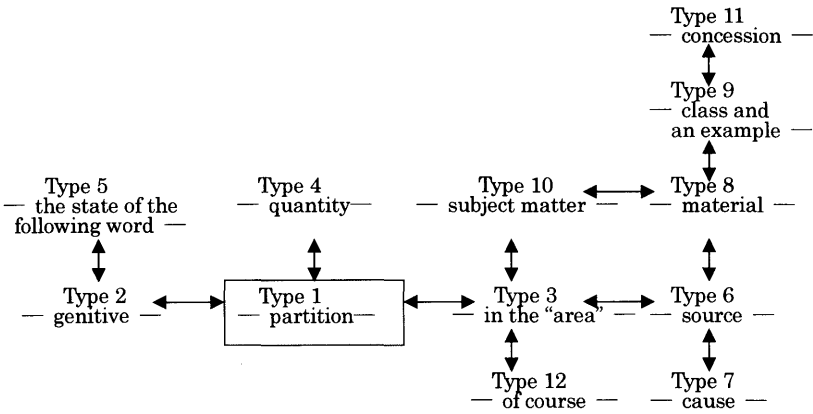 Type 11
— concession —
Type 9
— class and
an example —
Type 5
— the state of the
following word —
Type 4
— quantity—
Type 10
— subject matter —
Type 8
— material —
Type 2
— genitive —
Type 1
— partition—
Type 3
— in the “area” —
Type 6
— source —
Type 12
— of course —
Type 7
— cause —